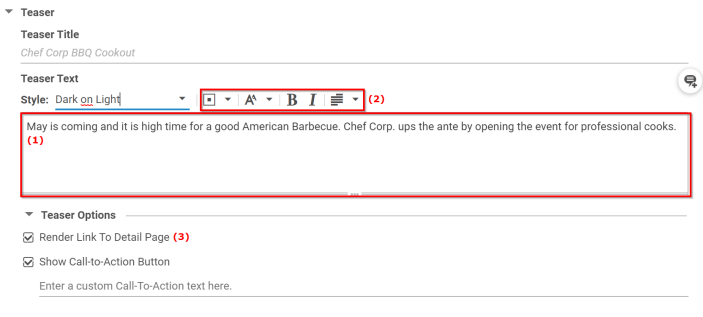 Teaser
Teaser Title
Chef Corp BBQ Cookout
Teaser Text
Style: Dark on Light B I (2)
May is coming and it is high time for a good American Barbecue. Chef Corp. ups the ante by opening the event for professional cooks.
(1)
Teaser Options
Render Link To Detail Page (3)
Show Call-to-Action Button
Enter a custom Call-To-Action text here.